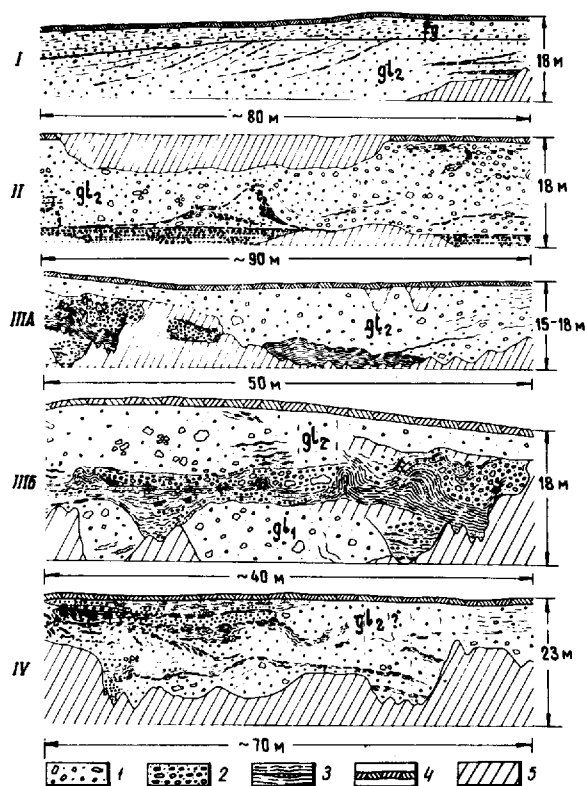 I
fg
gl₂
18 м
~ 80 м
II
gl₂
18 м
~ 90 м
IIIА
gl₂
15-18 м
50 м
IIIБ
gl₂
gl₁
18 м
~ 40 м
IV
gl₂?
23 м
~ 70 м
1 2 3 4 5